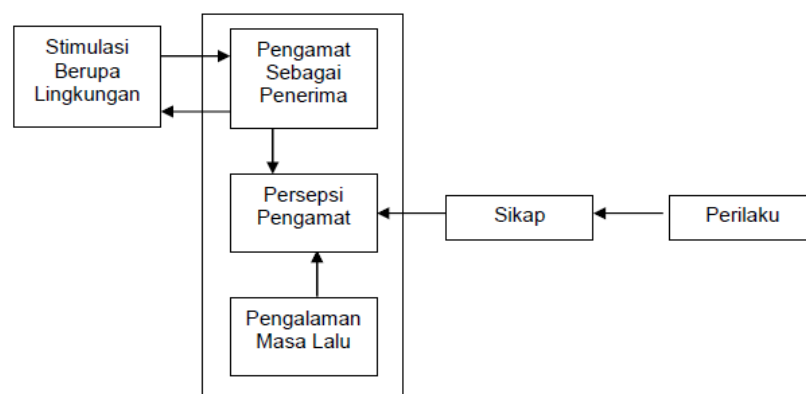 Stimulasi
Berupa
Lingkungan
Pengamat
Sebagai
Penerima
Persepsi
Pengamat
Sikap
Perilaku
Pengalaman
Masa Lalu